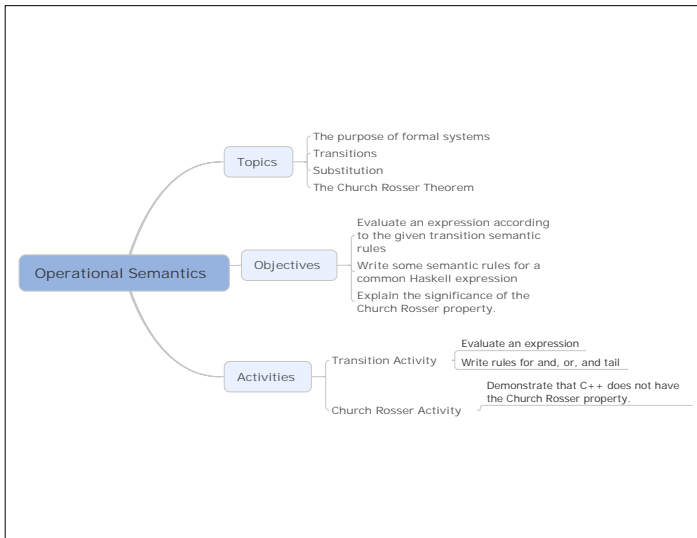 Operational Semantics
Topics
The purpose of formal systems
Transitions
Substitution
The Church Rosser Theorem
Objectives
Evaluate an expression according
to the given transition semantic
rules
Write some semantic rules for a
common Haskell expression
Explain the significance of the
Church Rosser property.
Activities
Transition Activity
Evaluate an expression
Write rules for and, or, and tail
Church Rosser Activity
Demonstrate that C++ does not have
the Church Rosser property.